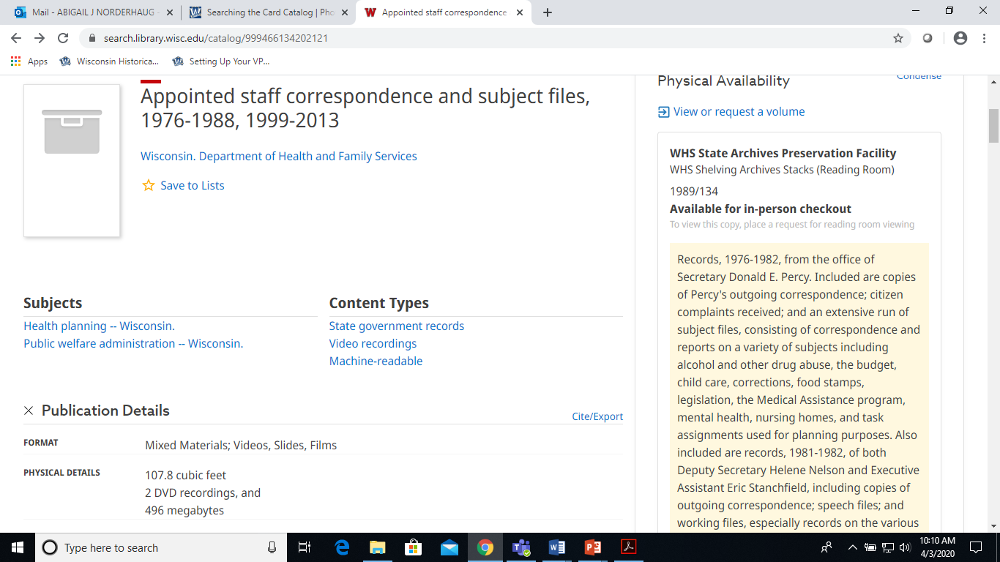 Mail - ABIGAIL J NORDERHAUG -
Searching the Card Catalog | Pho
Appointed staff correspondence
search.library.wisc.edu/catalog/999466134202121
Apps
Wisconsin Historica...
Setting Up Your VP...
Appointed staff correspondence and subject files,
1976-1988, 1999-2013
Wisconsin. Department of Health and Family Services
Save to Lists
Subjects
Health planning -- Wisconsin.
Public welfare administration -- Wisconsin.
Content Types
State government records
Video recordings
Machine-readable
Publication Details
Cite/Export
FORMAT
Mixed Materials; Videos, Slides, Films
PHYSICAL DETAILS
107.8 cubic feet
2 DVD recordings, and
496 megabytes
Condense
Physical Availability
View or request a volume
WHS State Archives Preservation Facility
WHS Shelving Archives Stacks (Reading Room)
1989/134
Available for in-person checkout
To view this copy, place a request for reading room viewing
Records, 1976-1982, from the office of
Secretary Donald E. Percy. Included are copies
of Percy's outgoing correspondence; citizen
complaints received; and an extensive run of
subject files, consisting of correspondence and
reports on a variety of subjects including
alcohol and other drug abuse, the budget,
child care, corrections, food stamps,
legislation, the Medical Assistance program,
mental health, nursing homes, and task
assignments used for planning purposes. Also
included are records, 1981-1982, of both
Deputy Secretary Helene Nelson and Executive
Assistant Eric Stanchfield, including copies of
outgoing correspondence; speech files; and
working files, especially records on the various
Type here to search
10:10 AM
4/3/2020